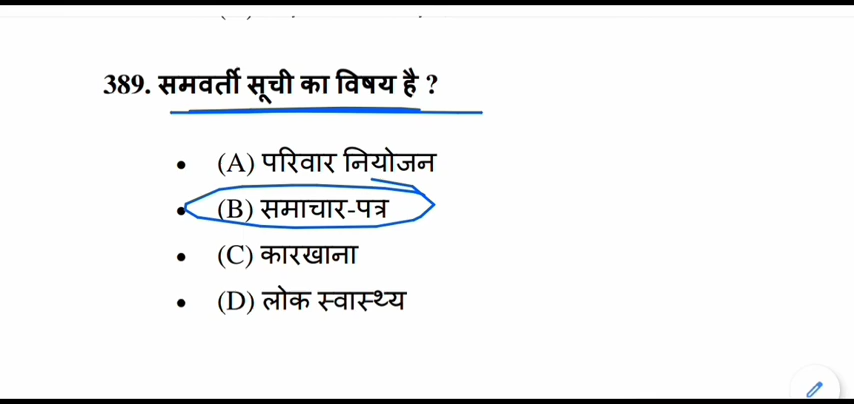 389. समवर्ती सूची का विषय है ?
(A) परिवार नियोजन
(B) समाचार-पत्र
(C) कारखाना
(D) लोक स्वास्थ्य